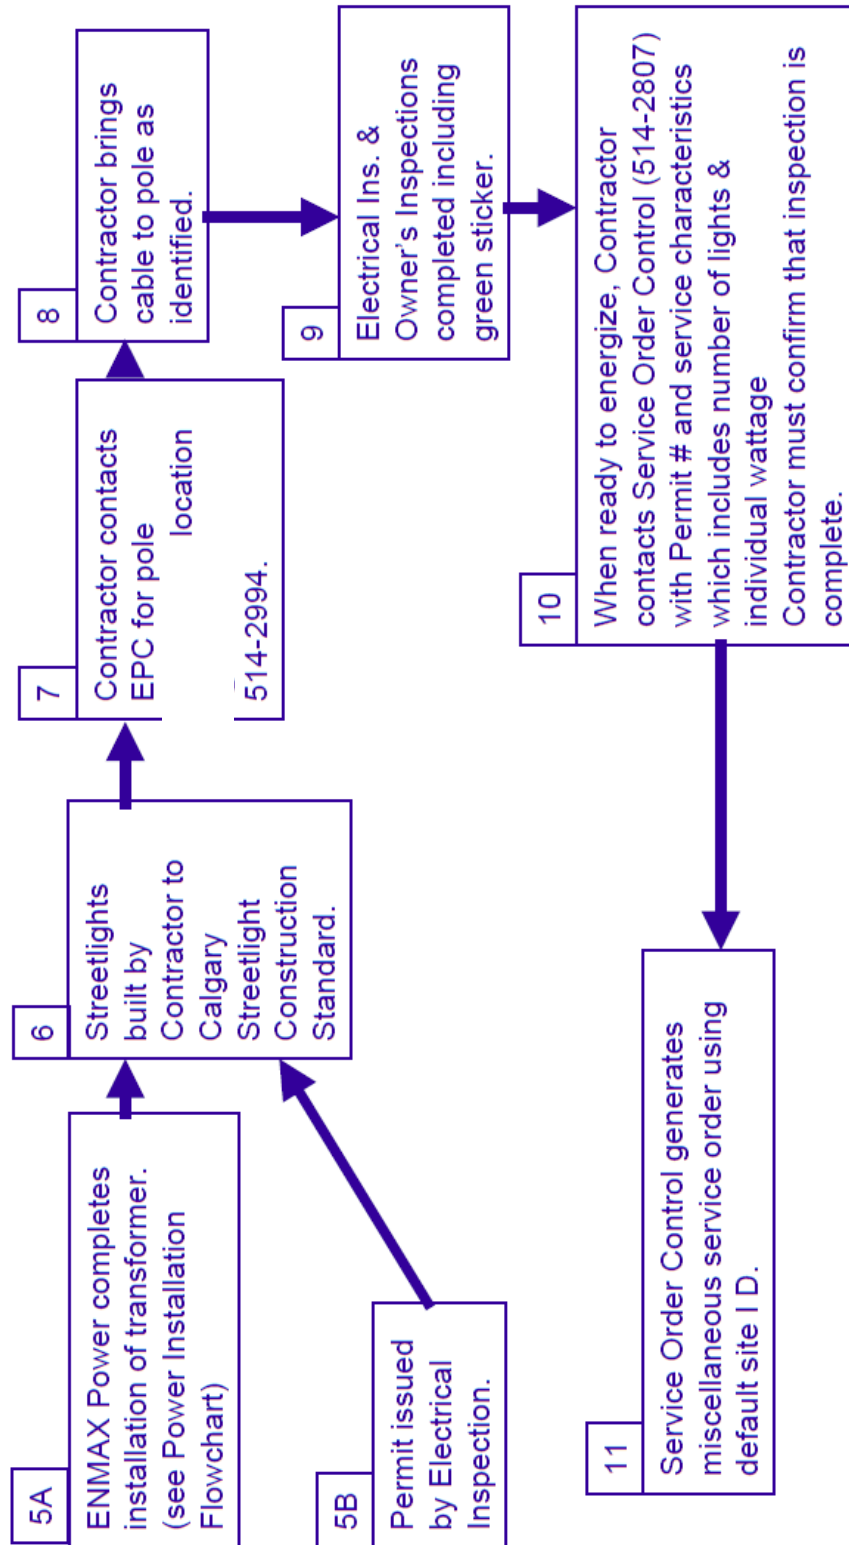 5A
ENMAX Power completes
installation of transformer.
(see Power Installation
Flowchart)
5B
Permit issued
by Electrical
Inspection.
6
Streetlights
built by
Contractor to
Calgary
Streetlight
Construction
Standard.
7
Contractor contacts
EPC for pole
location
514-2994.
8
Contractor brings
cable to pole as
identified.
9
Electrical Ins. &
Owner's Inspections
completed including
green sticker.
10
When ready to energize, Contractor
contacts Service Order Control (514-2807)
with Permit # and service characteristics
which includes number of lights &
individual wattage
Contractor must confirm that inspection is
complete.
11
Service Order Control generates
miscellaneous service order using
default site I D.